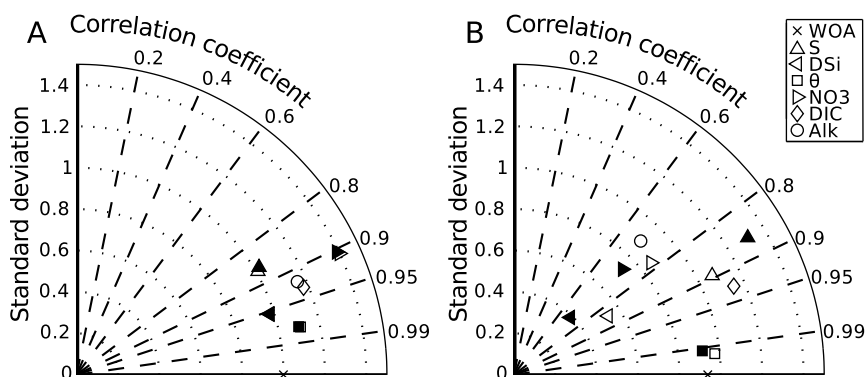 A
Correlation coefficient
Standard deviation
0.2
0.4
0.6
0.8
0.9
0.95
0.99
1.4
1.2
1
0.8
0.6
0.4
0.2
0
B
Correlation coefficient
Standard deviation
0.2
0.4
0.6
0.8
0.9
0.95
0.99
1.4
1.2
1
0.8
0.6
0.4
0.2
0
WOA
S
DSi
θ
NO3
DIC
Alk